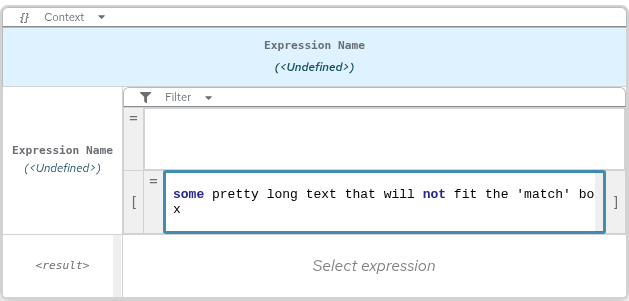 {} Context
Expression Name
(<Undefined>)
Filter
=
Expression Name
(<Undefined>)
[ = some pretty long text that will not fit the 'match' bo
x ]
<result> Select expression